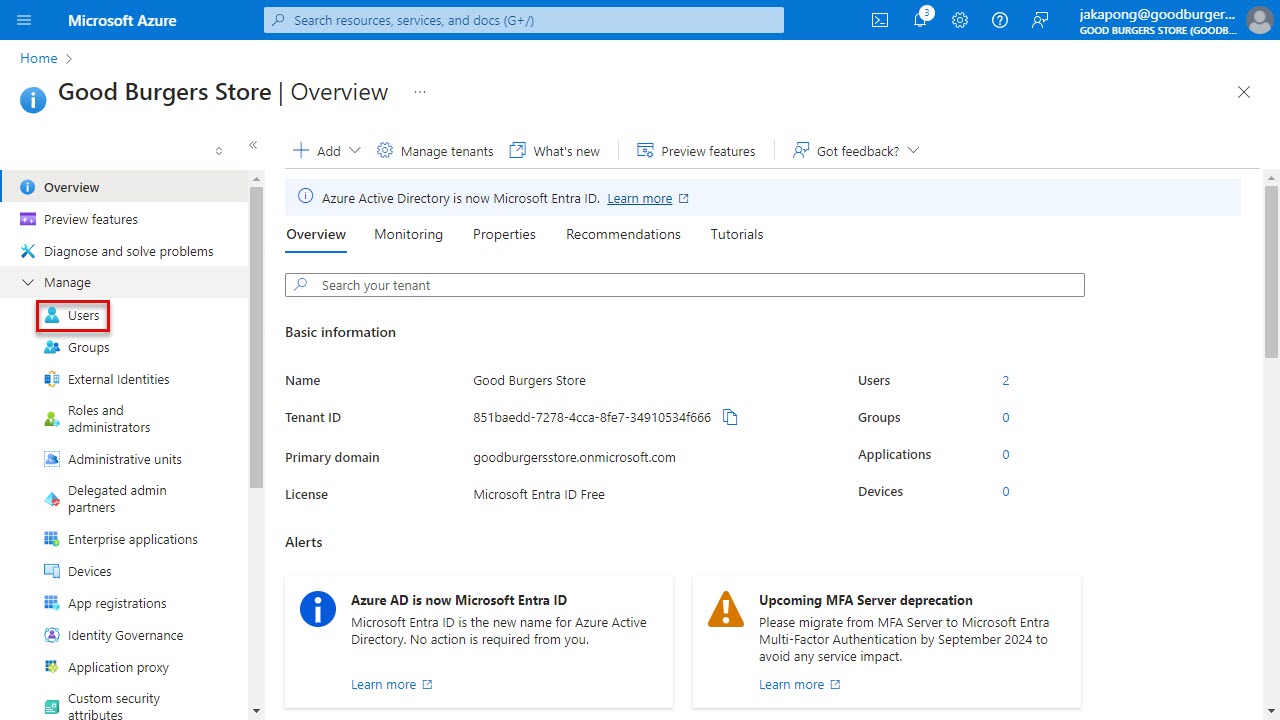 Microsoft Azure
Search resources, services, and docs (G+/)
3
jakapong@goodburger...
GOOD BURGERS STORE (GOODB...
Home
Good Burgers Store | Overview
Add
Manage tenants
What's new
Preview features
Got feedback?
Overview
Preview features
Diagnose and solve problems
Manage
Users
Groups
External Identities
Roles and
administrators
Administrative units
Delegated admin
partners
Enterprise applications
Devices
App registrations
Identity Governance
Application proxy
Custom security
attributes
Azure Active Directory is now Microsoft Entra ID. Learn more
Overview Monitoring Properties Recommendations Tutorials
Search your tenant
Basic information
Name Good Burgers Store Users 2
Tenant ID 851baedd-7278-4cca-8fe7-34910534f666 Groups 0
Primary domain goodburgersstore.onmicrosoft.com Applications 0
License Microsoft Entra ID Free Devices 0
Alerts
Azure AD is now Microsoft Entra ID
Microsoft Entra ID is the new name for Azure Active
Directory. No action is required from you.
Learn more
Upcoming MFA Server deprecation
Please migrate from MFA Server to Microsoft Entra
Multi-Factor Authentication by September 2024 to
avoid any service impact.
Learn more